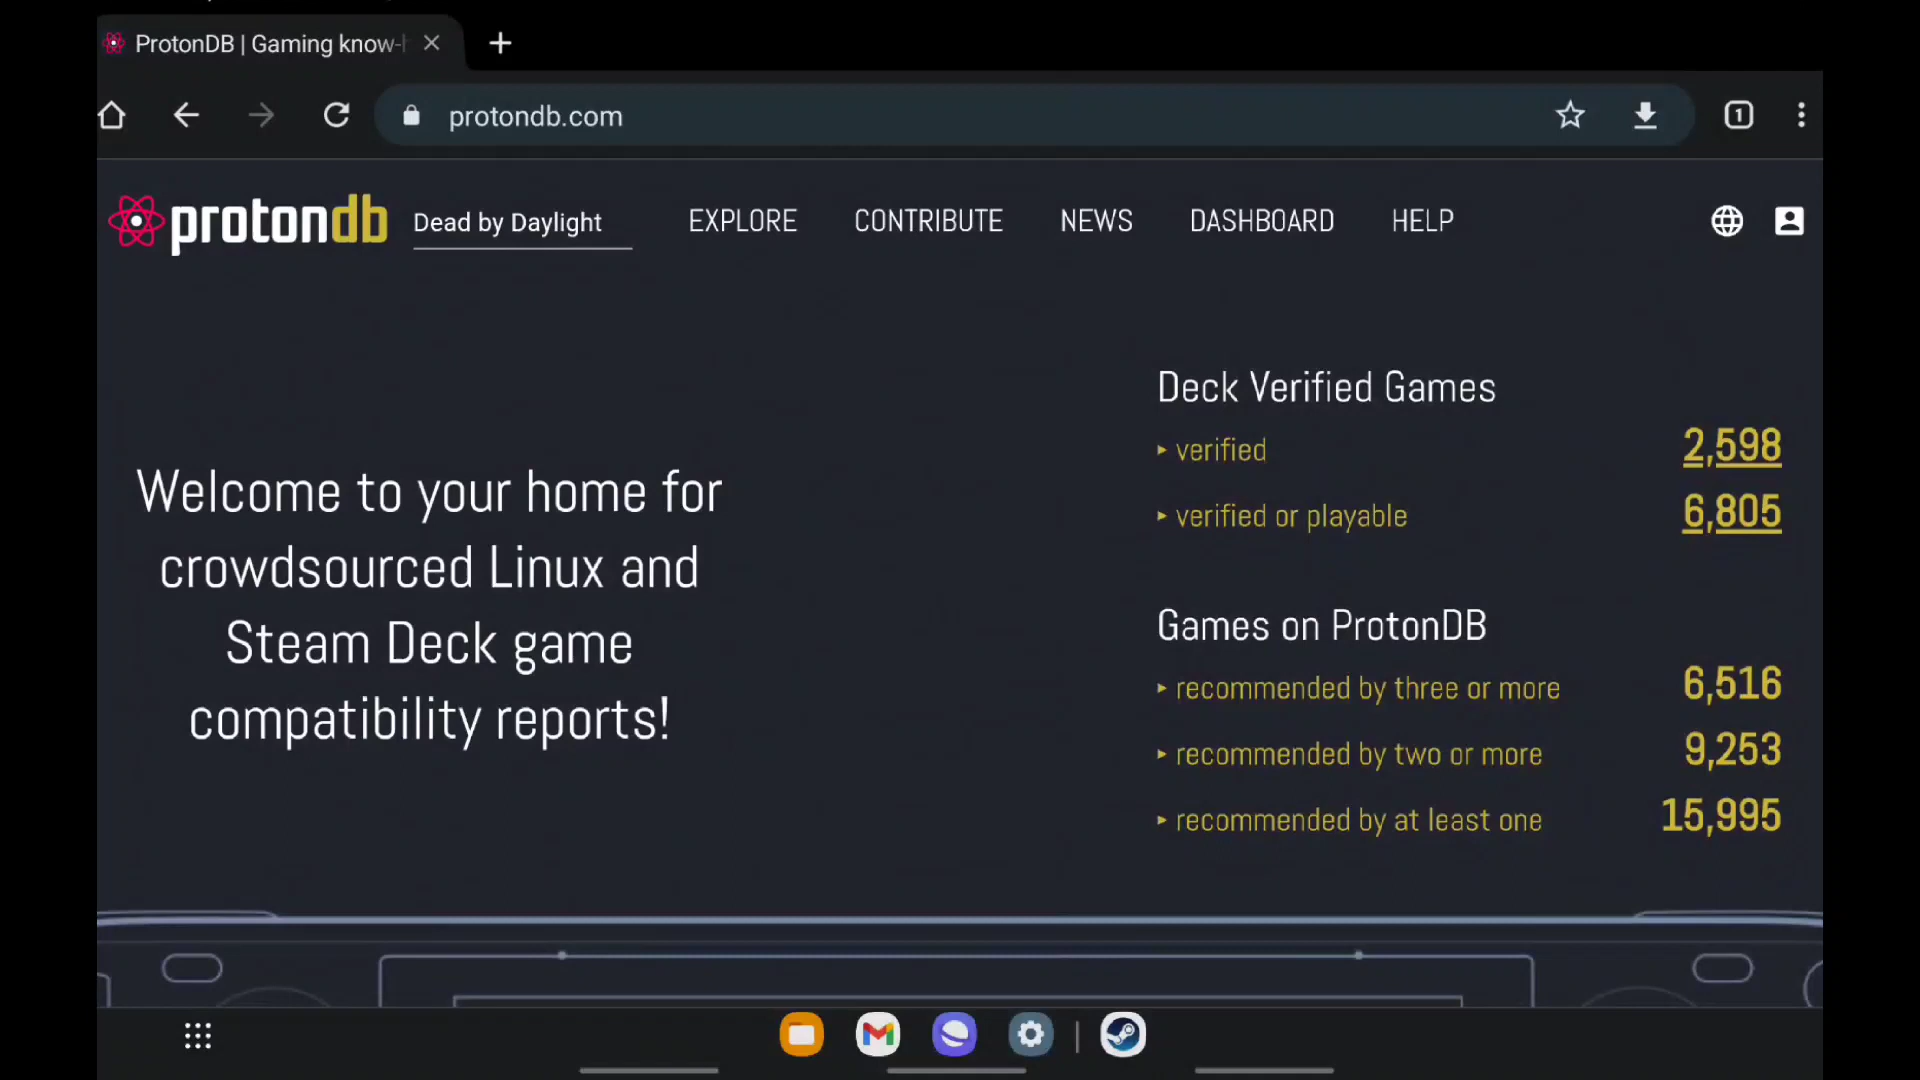 ProtonDB | Gaming know-h
protondb.com
1
protondb
Dead by Daylight
EXPLORE
CONTRIBUTE
NEWS
DASHBOARD
HELP
Welcome to your home for
crowdsourced Linux and
Steam Deck game
compatibility reports!
Deck Verified Games
verified 2,598
verified or playable 6,805
Games on ProtonDB
recommended by three or more 6,516
recommended by two or more 9,253
recommended by at least one 15,995